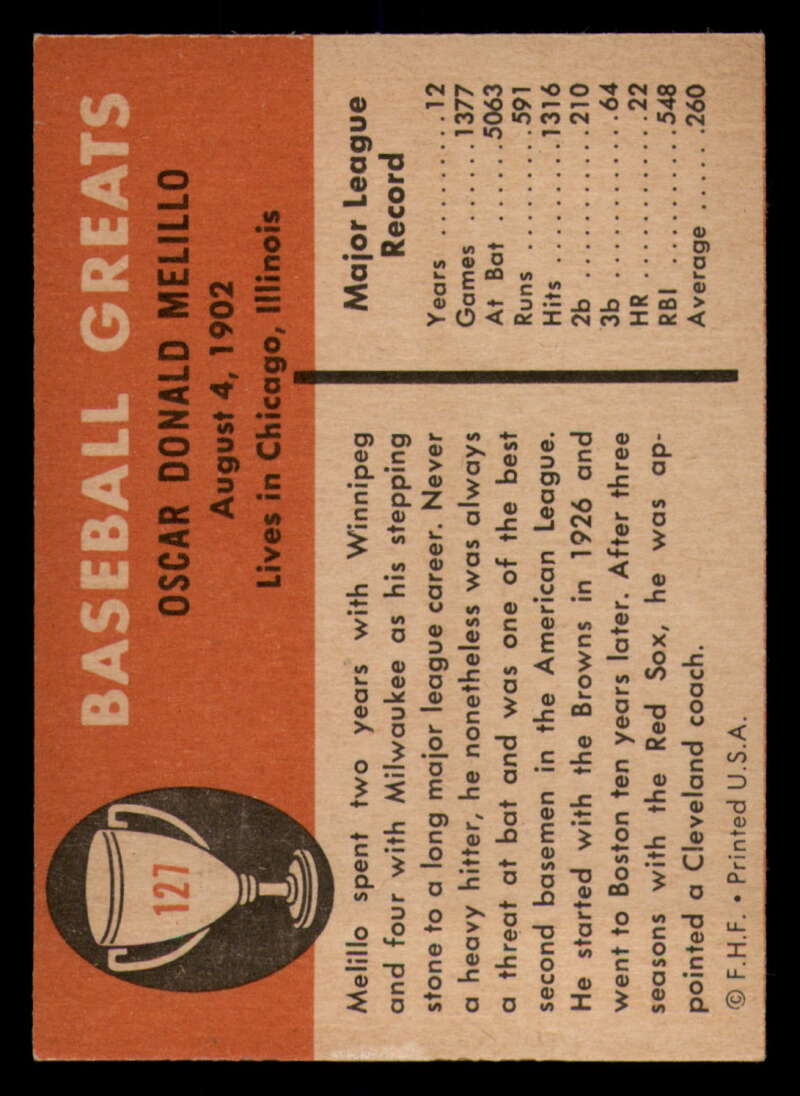 BASEBALL GREATS
127
OSCAR DONALD MELILLO
August 4, 1902
Lives in Chicago, Illinois
Melillo spent two years with Winnipeg
and four with Milwaukee as his stepping
stone to a long major league career. Never
a heavy hitter, he nonetheless was always
a threat at bat and was one of the best
second basemen in the American League.
He started with the Browns in 1926 and
went to Boston ten years later. After three
seasons with the Red Sox, he was ap-
pointed a Cleveland coach.
© F.H.F. • Printed U.S.A.
Major League
Record
Years .........12
Games ....1377
At Bat .....5063
Runs ........591
Hits ........1316
2b ..........210
3b ...........64
HR ...........22
RBI ..........548
Average .....260